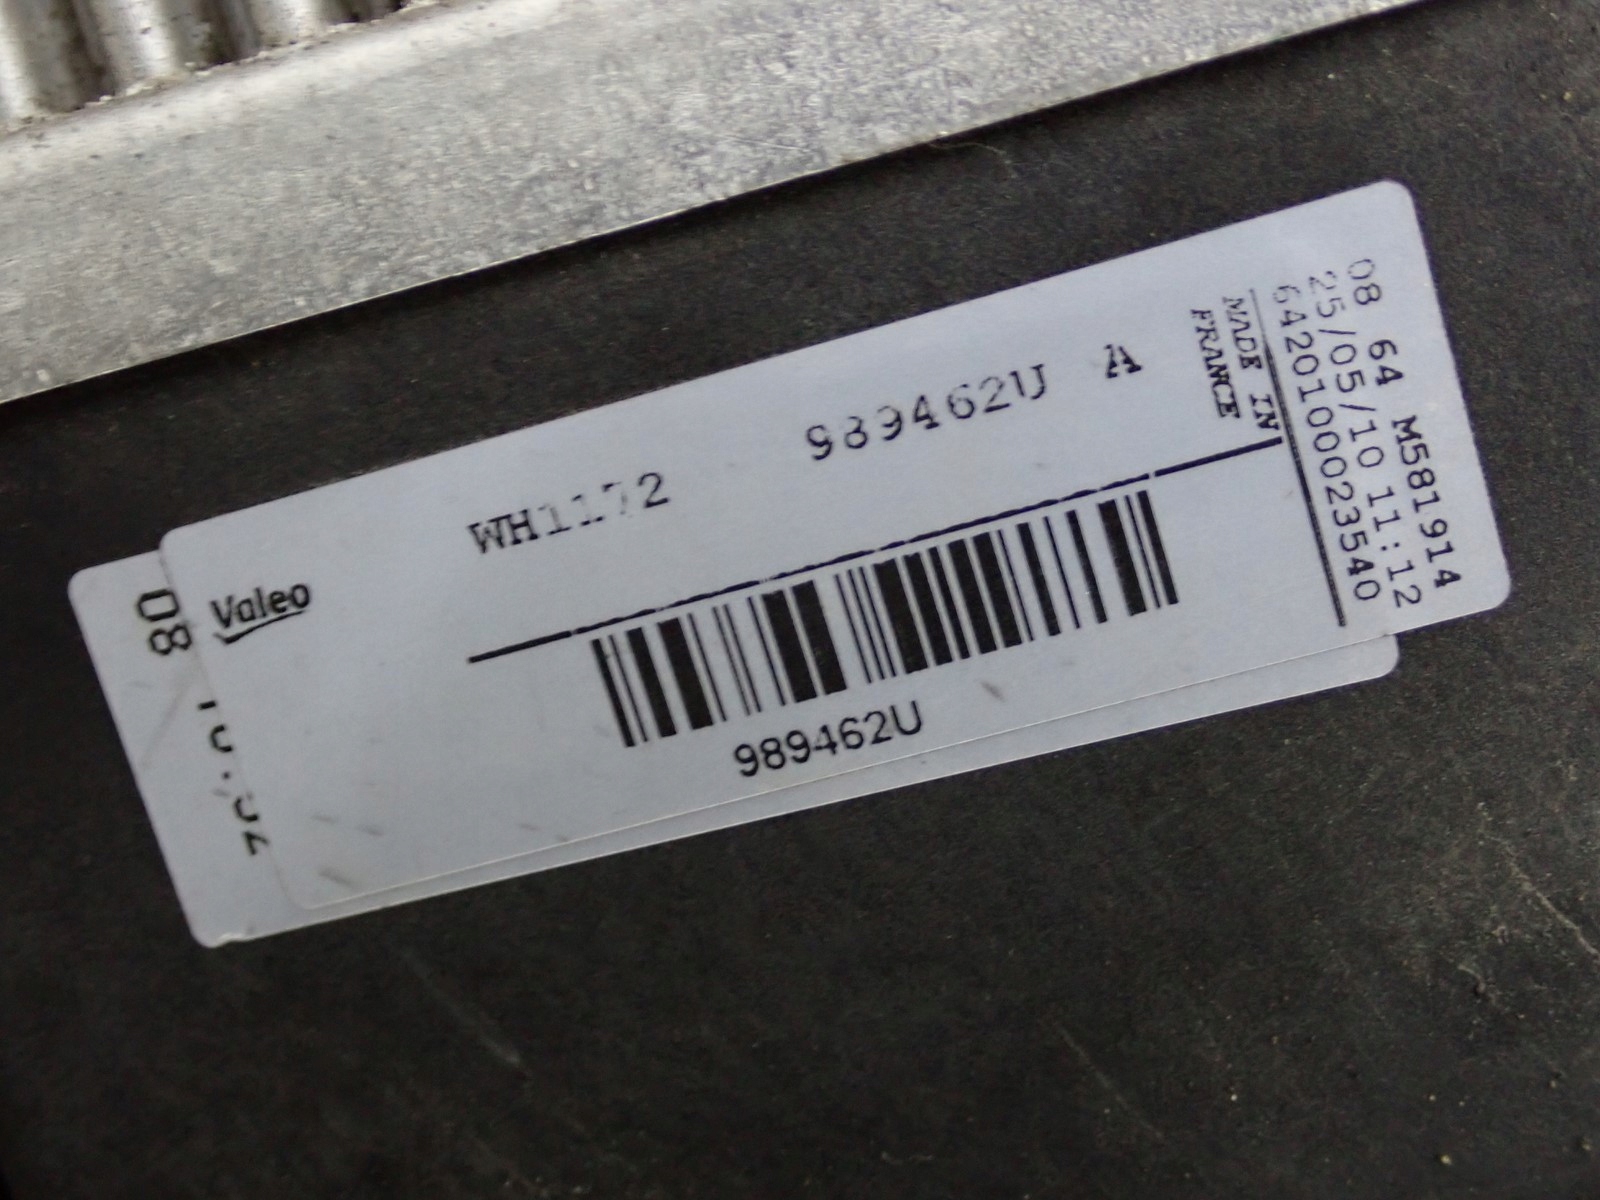 WH1172 989462U A
Valeo
989462U
MADE IN
FRANCE
08 64 M581914
25/05/10 11:12
6420100023540
08